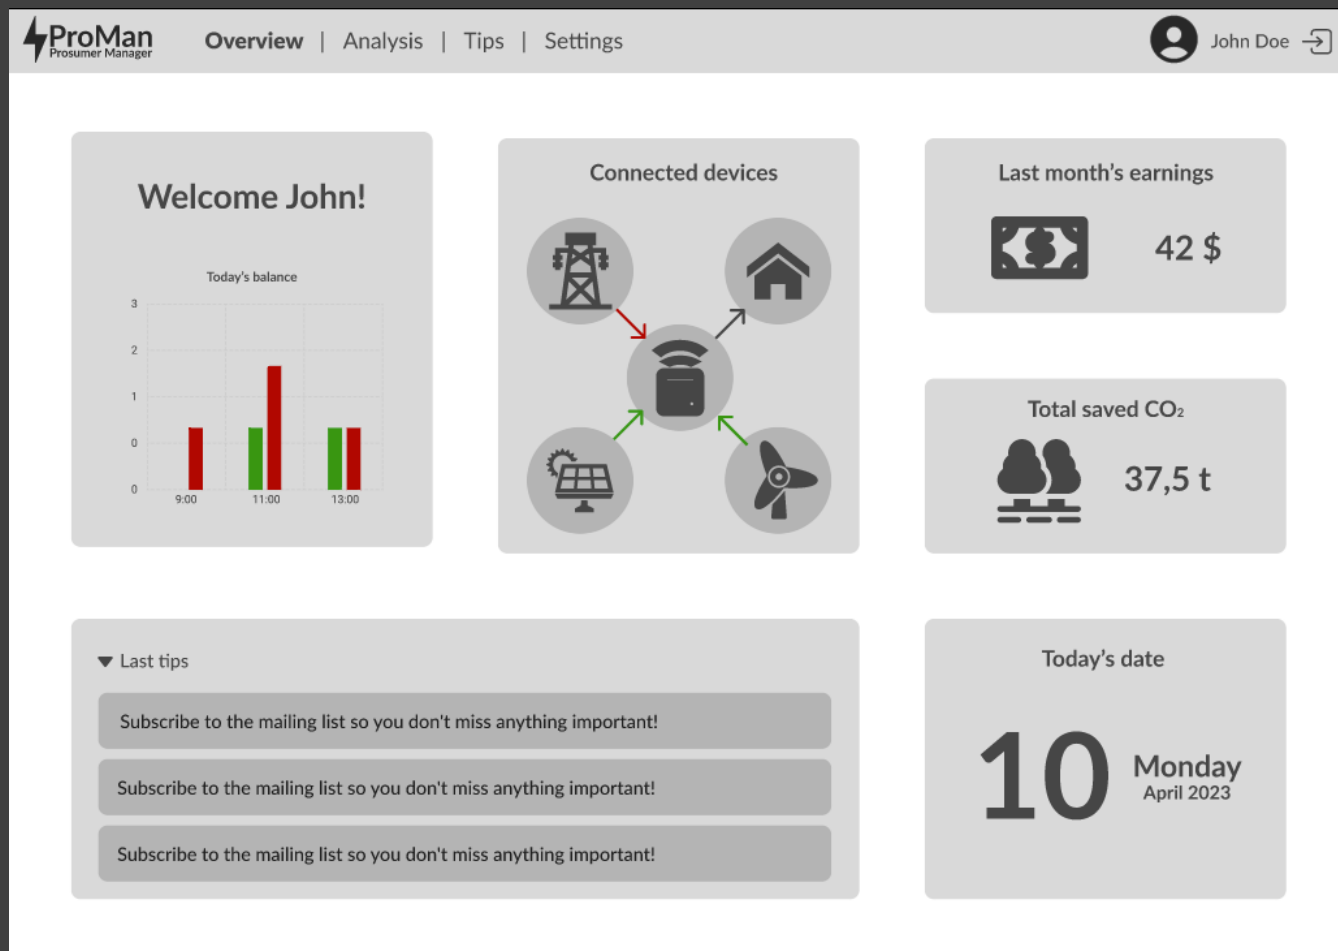 ProMan
Prosumer Manager
Overview | Analysis | Tips | Settings
John Doe
Welcome John!
Today's balance
3
2
1
0
0
9:00 11:00 13:00
Connected devices
Last month's earnings
42 $
Total saved CO₂
37,5 t
Last tips
Subscribe to the mailing list so you don't miss anything important!
Subscribe to the mailing list so you don't miss anything important!
Subscribe to the mailing list so you don't miss anything important!
Today's date
10
Monday
April 2023